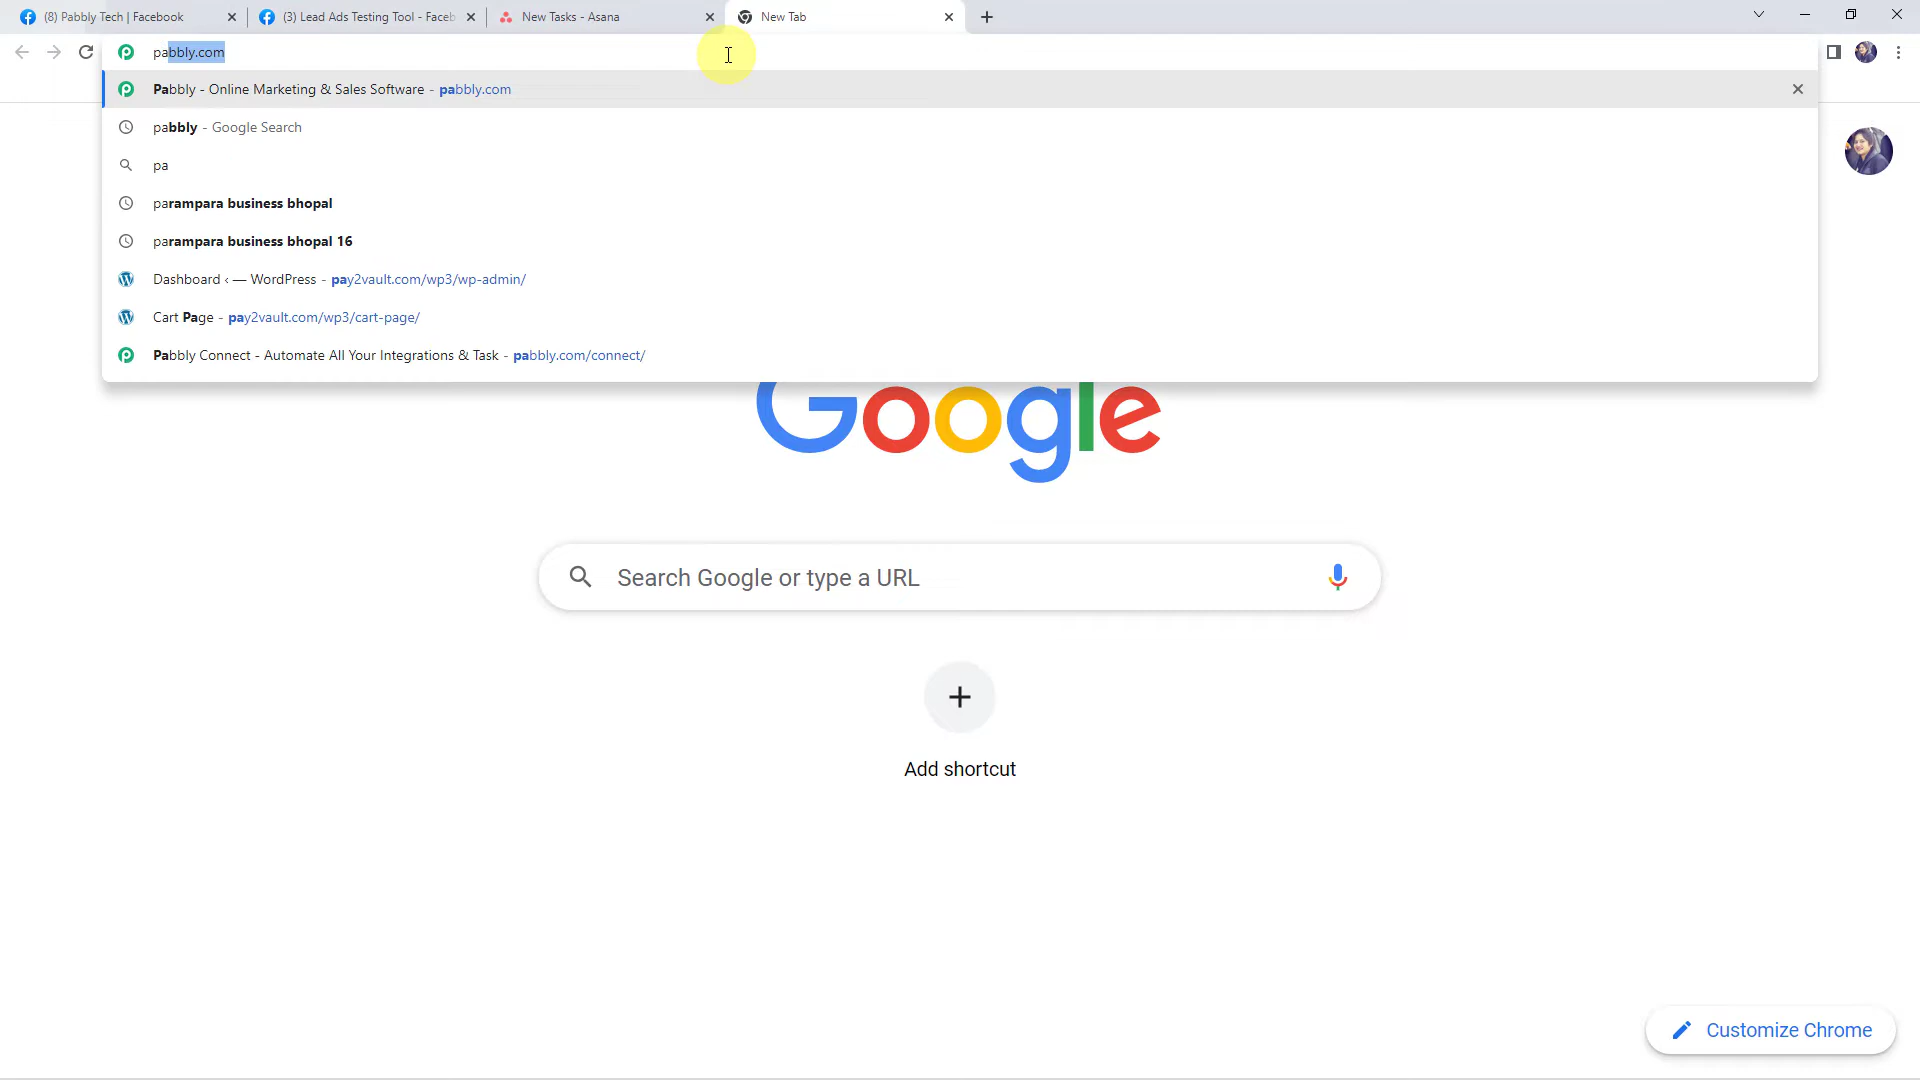 (8) Pabbly Tech | Facebook
(3) Lead Ads Testing Tool - Faceb
New Tasks - Asana
New Tab
pabbly.com
Pabbly - Online Marketing & Sales Software - pabbly.com
pabbly - Google Search
pa
parampara business bhopal
parampara business bhopal 16
Dashboard ‹ — WordPress - pay2vault.com/wp3/wp-admin/
Cart Page - pay2vault.com/wp3/cart-page/
Pabbly Connect - Automate All Your Integrations & Task - pabbly.com/connect/
Google
Search Google or type a URL
Add shortcut
Customize Chrome